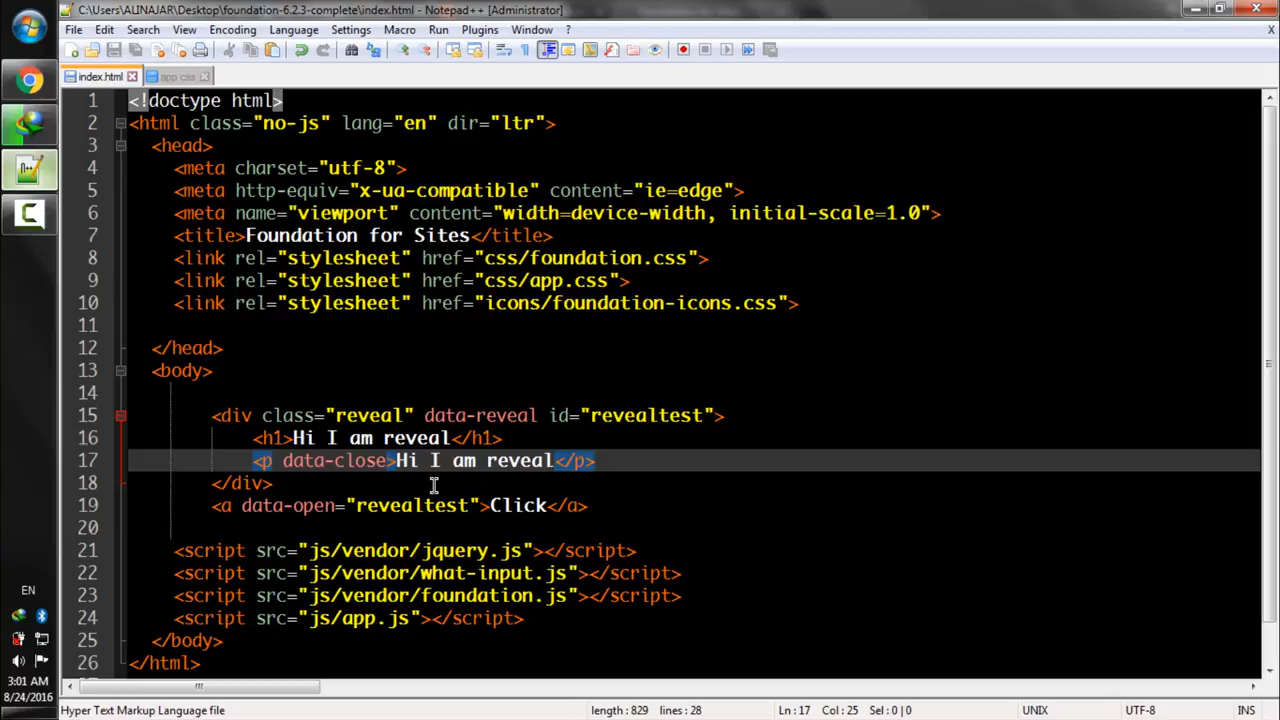 C:\Users\ALINAJAR\Desktop\foundation-6.2.3-complete\index.html - Notepad++ [Administrator]
File Edit Search View Encoding Language Settings Macro Run Plugins Window ? X
index.html app.css
1 <!doctype html>
2 <html class="no-js" lang="en" dir="ltr">
3 <head>
4 <meta charset="utf-8">
5 <meta http-equiv="x-ua-compatible" content="ie=edge">
6 <meta name="viewport" content="width=device-width, initial-scale=1.0">
7 <title>Foundation for Sites</title>
8 <link rel="stylesheet" href="css/foundation.css">
9 <link rel="stylesheet" href="css/app.css">
10 <link rel="stylesheet" href="icons/foundation-icons.css">
11
12 </head>
13 <body>
14
15 <div class="reveal" data-reveal id="revealtest">
16 <h1>Hi I am reveal</h1>
17 <p data-close>Hi I am reveal</p>
18 </div>
19 <a data-open="revealtest">Click</a>
20
21 <script src="js/vendor/jquery.js"></script>
22 <script src="js/vendor/what-input.js"></script>
23 <script src="js/vendor/foundation.js"></script>
24 <script src="js/app.js"></script>
25 </body>
26 </html>
EN
3:01 AM
8/24/2016
Hyper Text Markup Language file length : 829 lines : 28 Ln : 17 Col : 25 Sel : 0 | 0 UNIX UTF-8 INS